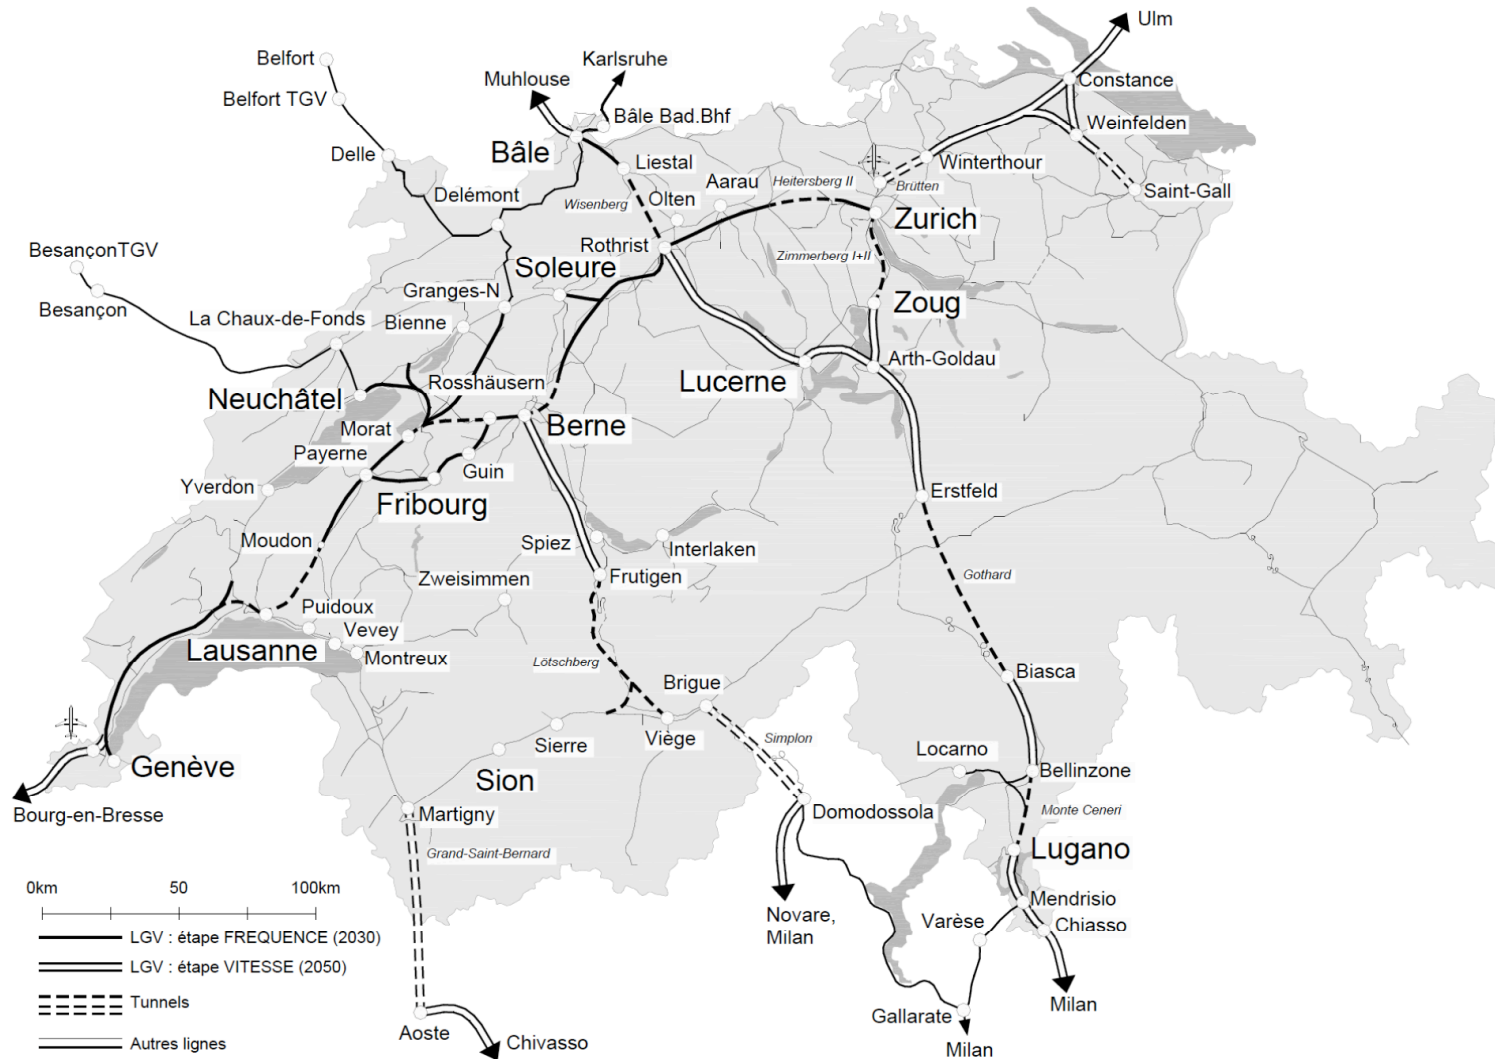 Ulm
Belfort
Karlsruhe
Muhlouse
Constance
Belfort TGV
Bâle Bad.Bhf
Weinfelden
Bâle
Delle
Liestal
Winterthour
Aarau
Heitersberg II
Brütten
Saint-Gall
Delémont
Olten
Wisenberg
Zurich
BesançonTGV
Rothrist
Zimmerberg I+II
Soleure
Besançon
Granges-N
Zoug
La Chaux-de-Fonds
Bienne
Arth-Goldau
Rosshäusern
Lucerne
Neuchâtel
Morat
Berne
Payerne
Guin
Yverdon
Fribourg
Erstfeld
Moudon
Spiez
Interlaken
Zweisimmen
Frutigen
Gothard
Puidoux
Vevey
Lausanne
Montreux
Lötschberg
Brigue
Biasca
Sierre
Viège
Simplon
Locarno
Genève
Sion
Bellinzone
Bourg-en-Bresse
Martigny
Domodossola
Monte Ceneri
Grand-Saint-Bernard
Lugano
0km 50 100km
Mendrisio
Novare,
Milan
Varèse
Chiasso
LGV : étape FREQUENCE (2030)
LGV : étape VITESSE (2050)
Tunnels
Milan
Gallarate
Aoste
Chivasso
Autres lignes
Milan